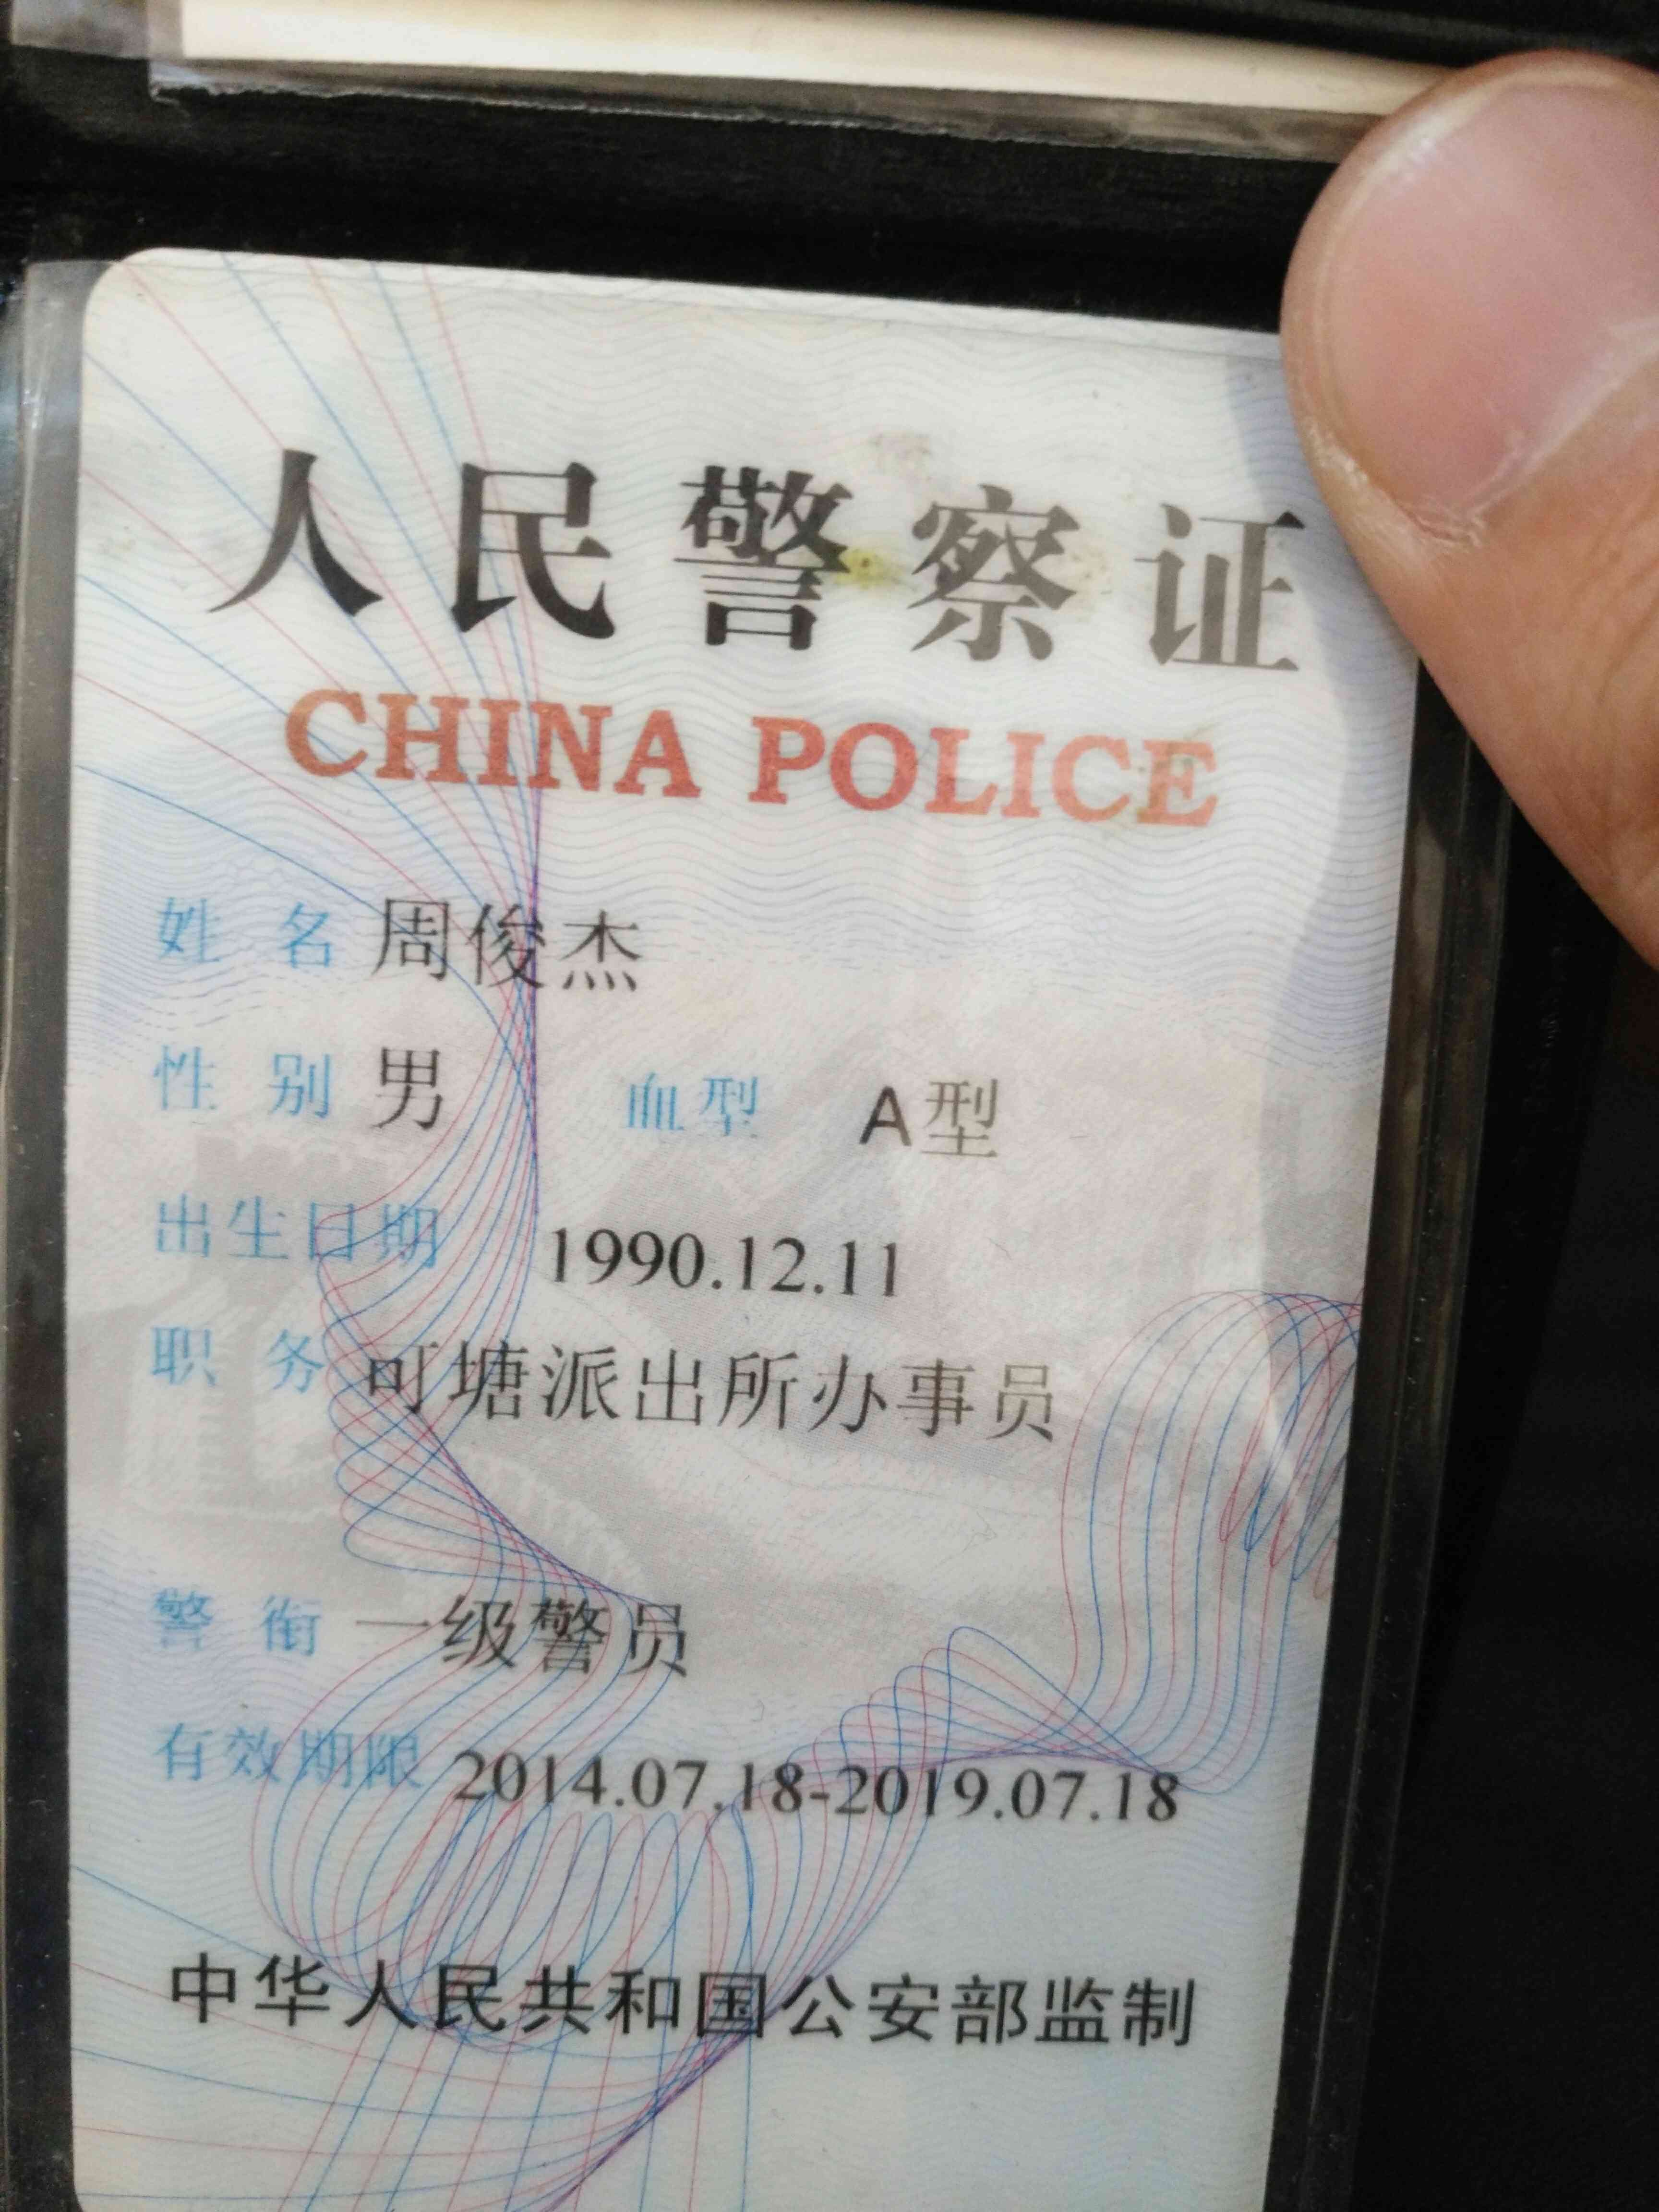 人民警察证
CHINA POLICE
姓 名 周俊杰
性 别 男 血型 A型
出生日期 1990.12.11
职 务 叮塘派出所办事员
警 衔 一级警员
有效期限 2014.07.18-2019.07.18
中华人民共和国公安部监制